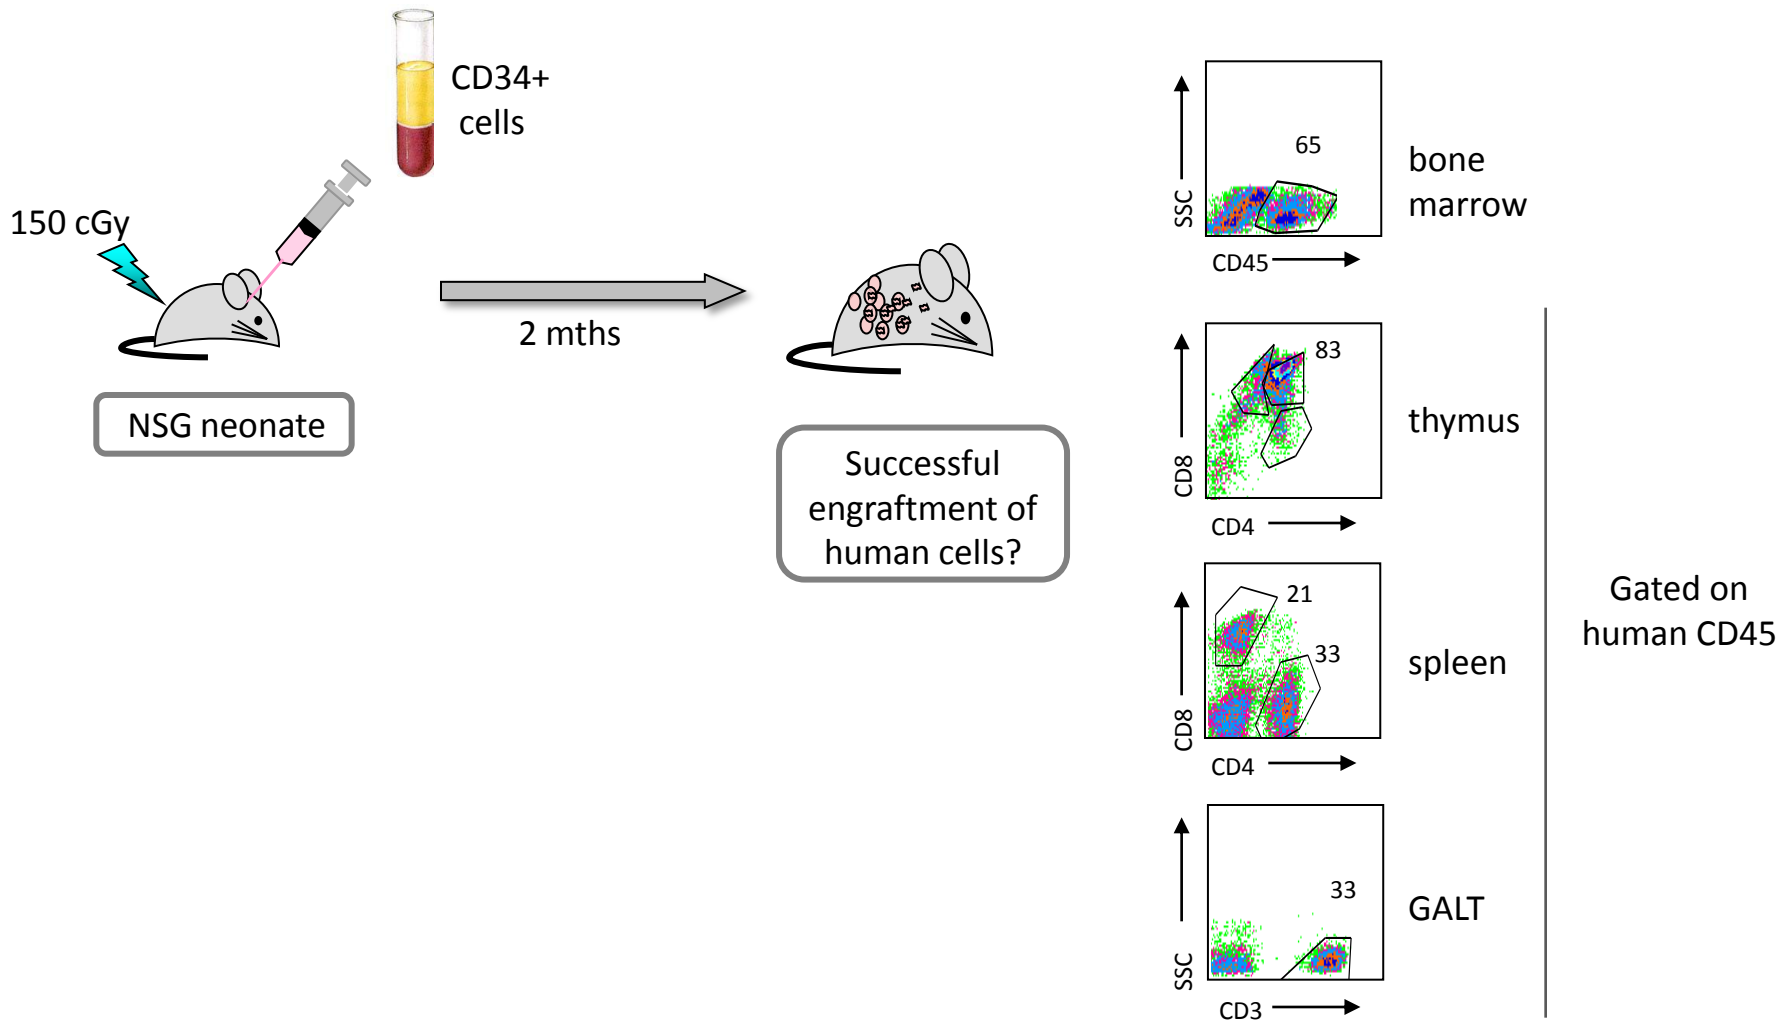 CD34+
cells
150 cGy
2 mths
NSG neonate
Successful
engraftment of
human cells?
65
SSC
CD45
bone
marrow
83
CD8
CD4
thymus
21
33
CD8
CD4
spleen
33
SSC
CD3
GALT
Gated on
human CD45